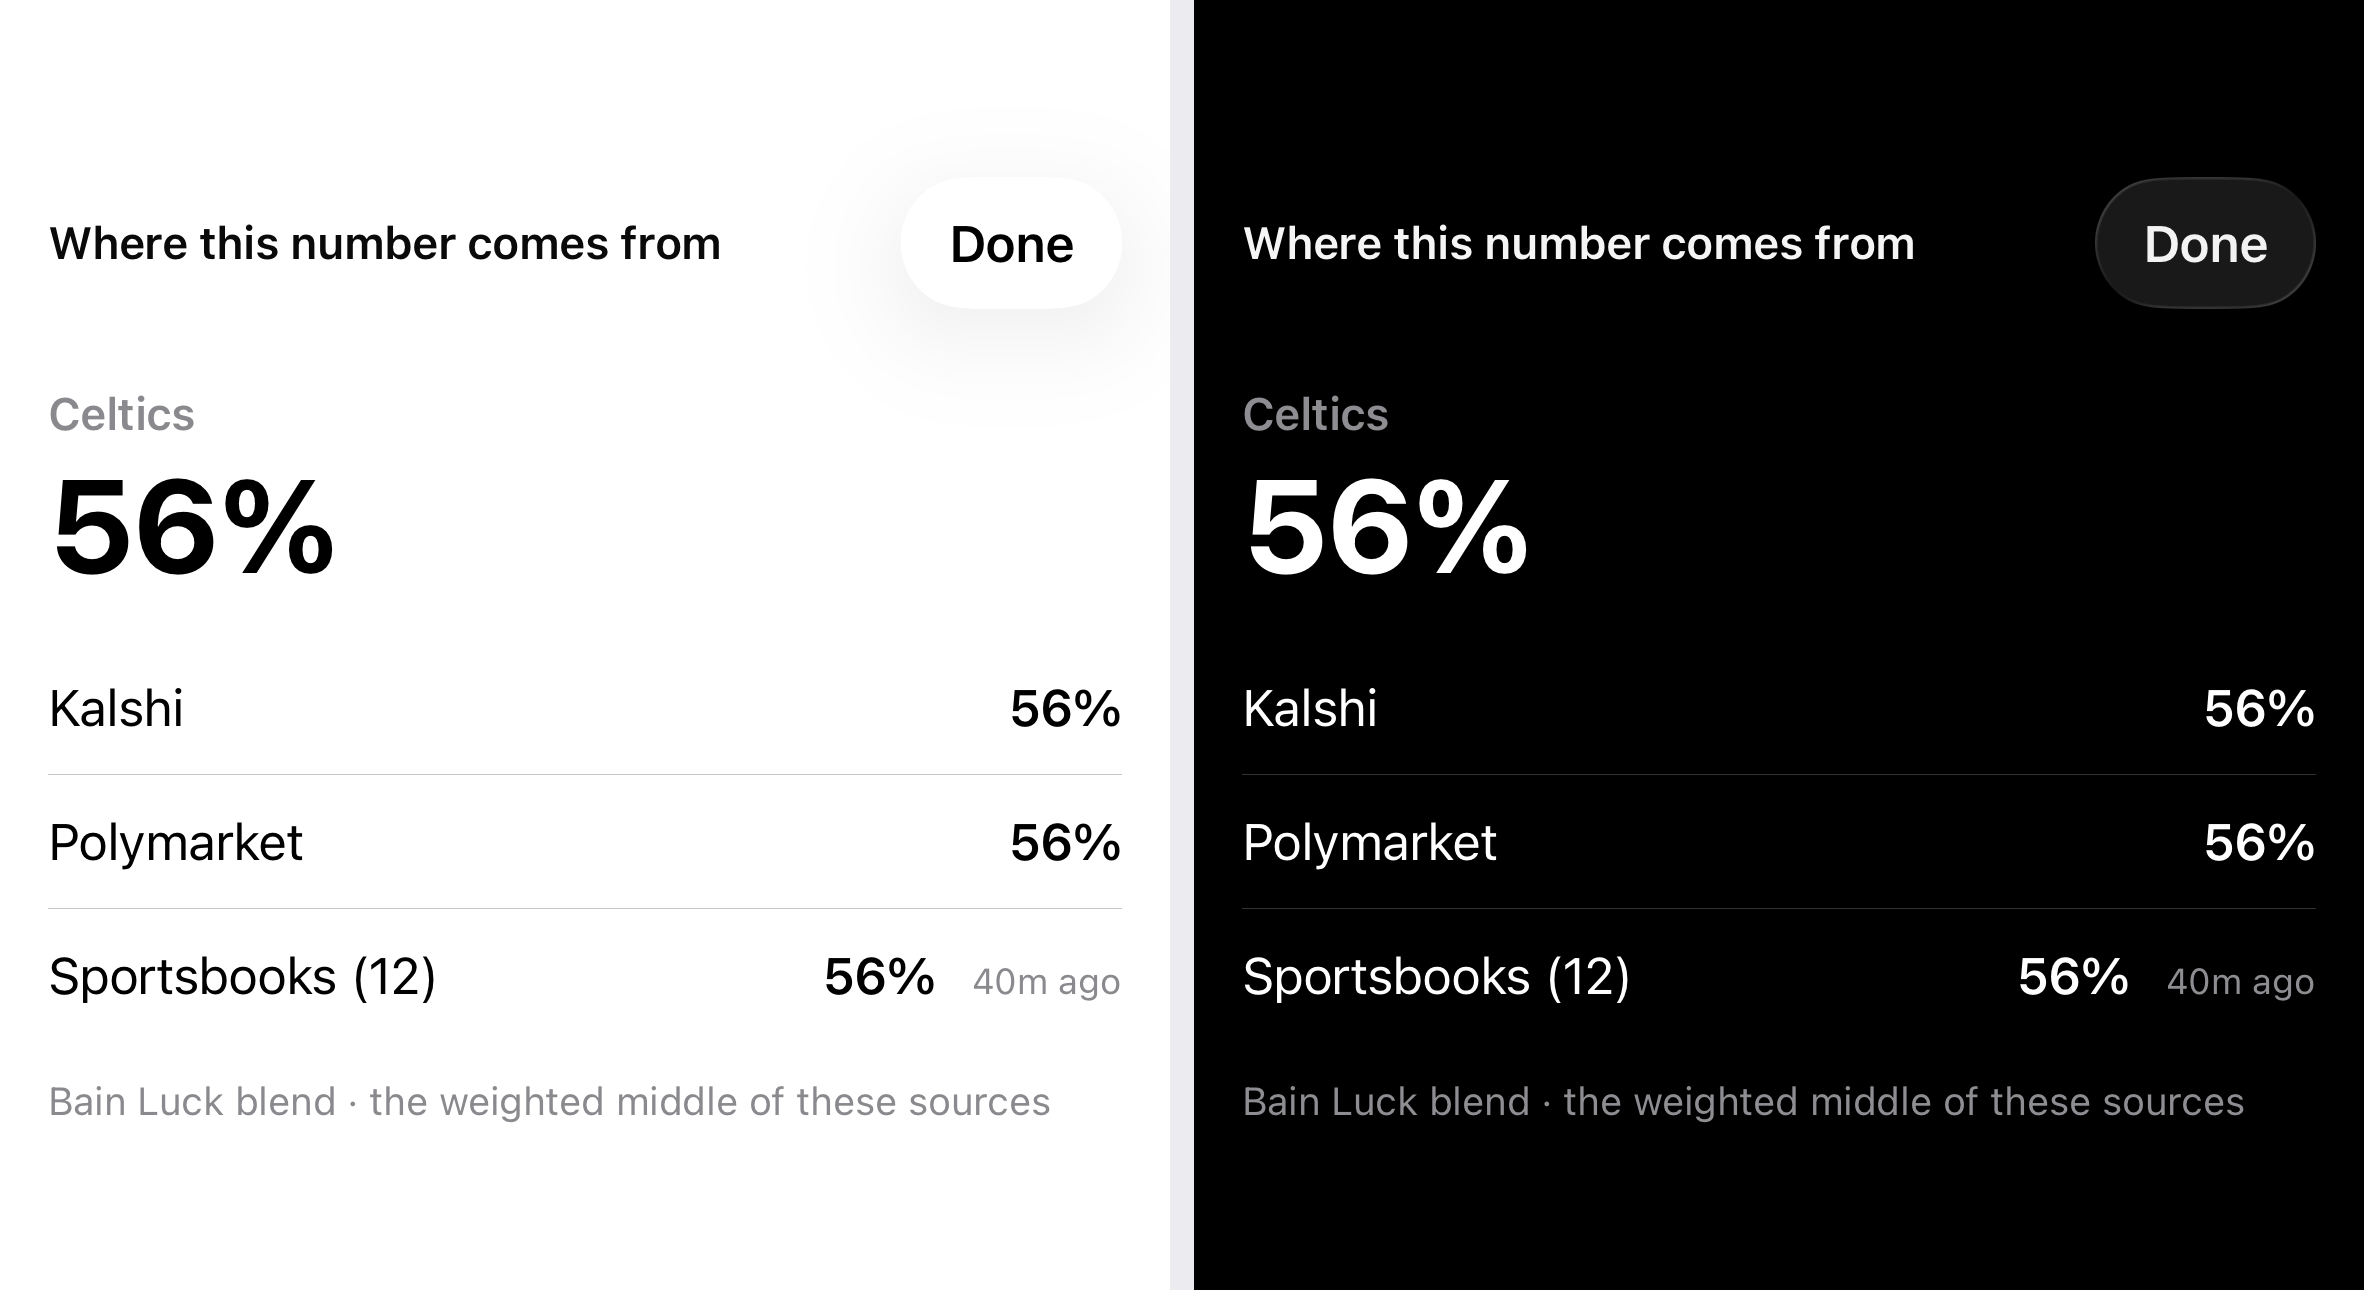 Where this number comes from
Done
Celtics
56%
Kalshi 56%
Polymarket 56%
Sportsbooks (12) 56% 40m ago
Bain Luck blend · the weighted middle of these sources
Where this number comes from
Done
Celtics
56%
Kalshi 56%
Polymarket 56%
Sportsbooks (12) 56% 40m ago
Bain Luck blend · the weighted middle of these sources